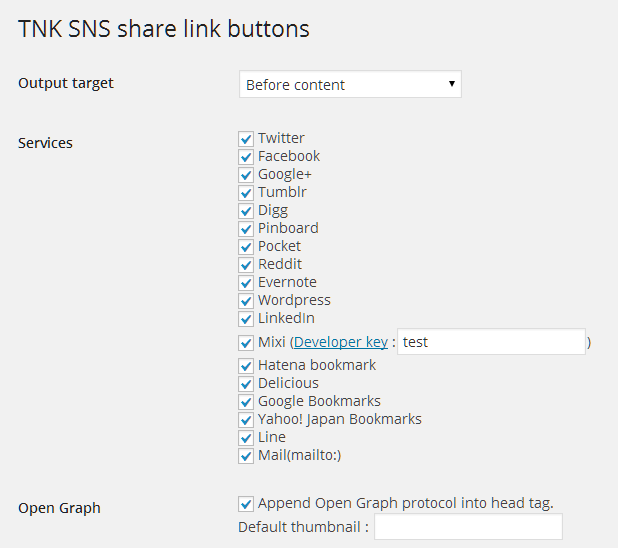 TNK SNS share link buttons
Output target
Before content
Services
Twitter
Facebook
Google+
Tumblr
Digg
Pinboard
Pocket
Reddit
Evernote
Wordpress
LinkedIn
Mixi (Developer key : test )
Hatena bookmark
Delicious
Google Bookmarks
Yahoo! Japan Bookmarks
Line
Mail(mailto:)
Open Graph
Append Open Graph protocol into head tag.
Default thumbnail :